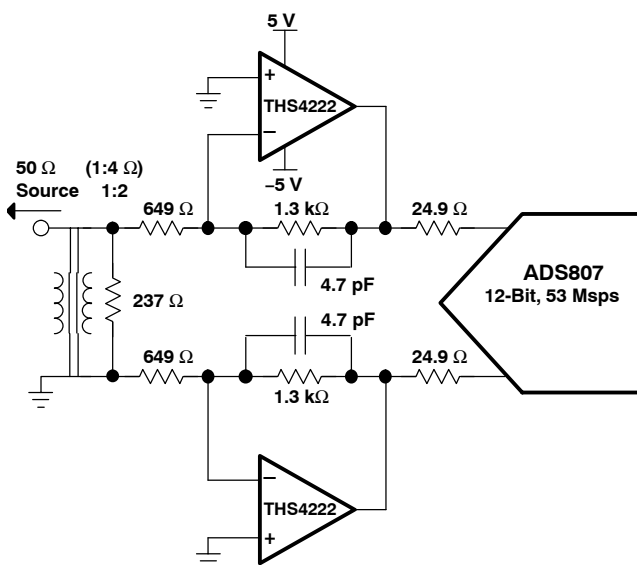 5 V
+
THS4222
−
−5 V
50 Ω
Source
(1:4 Ω)
1:2
649 Ω
1.3 kΩ
24.9 Ω
4.7 pF
ADS807
12-Bit, 53 Msps
237 Ω
4.7 pF
649 Ω
1.3 kΩ
24.9 Ω
−
THS4222
+